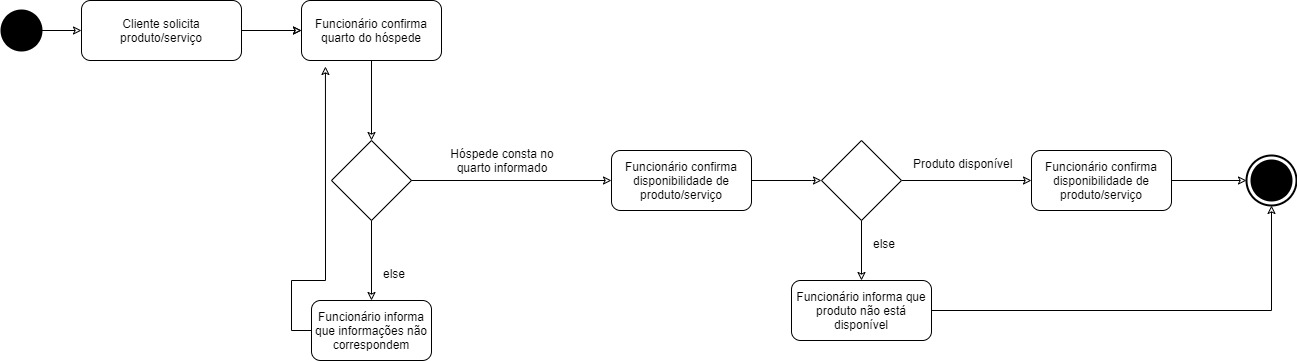 Cliente solicita
produto/serviço
Funcionário confirma
quarto do hóspede
Hóspede consta no
quarto informado
Funcionário confirma
disponibilidade de
produto/serviço
Produto disponível
Funcionário confirma
disponibilidade de
produto/serviço
else
else
Funcionário informa
que informações não
correspondem
Funcionário informa que
produto não está
disponível